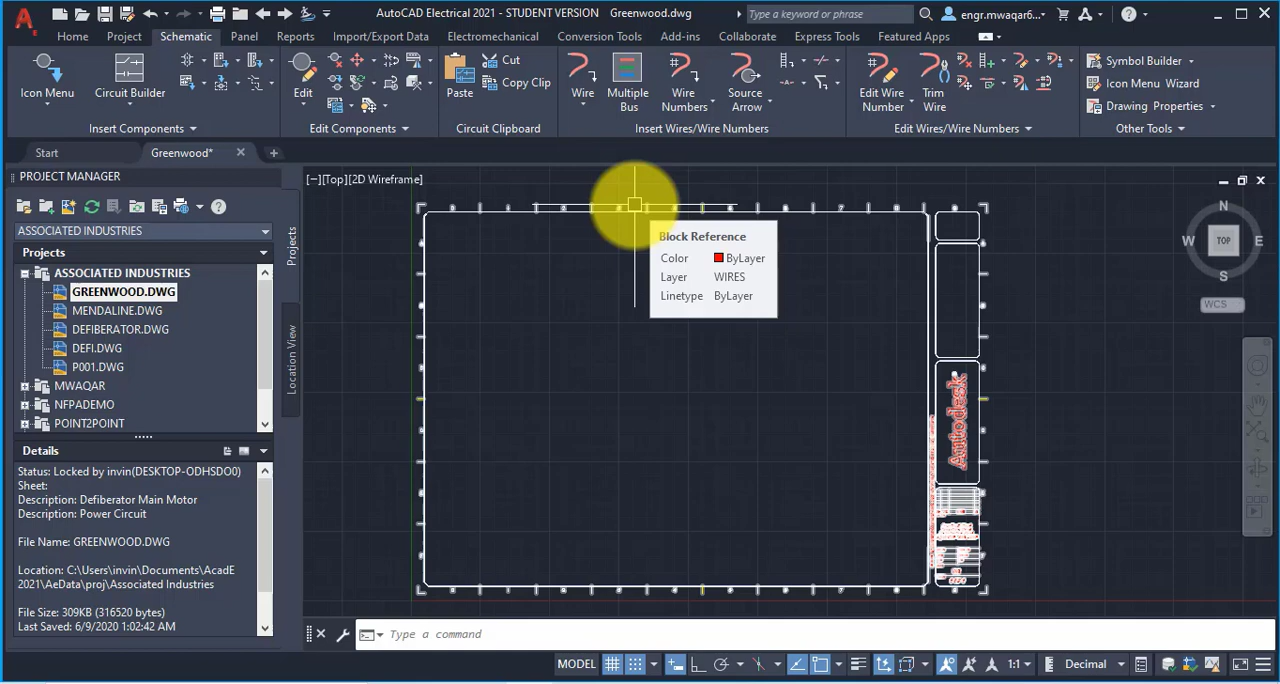 AutoCAD Electrical 2021 - STUDENT VERSION Greenwood.dwg
Type a keyword or phrase
engr.mwaqar6...
Home Project Schematic Panel Reports Import/Export Data Electromechanical Conversion Tools Add-ins Collaborate Express Tools Featured Apps
Icon Menu
Circuit Builder
Insert Components
Edit
Edit Components
Paste
Cut
Copy Clip
Circuit Clipboard
Wire
Multiple
Bus
Wire
Numbers
Source
Arrow
Insert Wires/Wire Numbers
Edit Wire
Number
Trim
Wire
Edit Wires/Wire Numbers
Symbol Builder
Icon Menu Wizard
Drawing Properties
Other Tools
Start
Greenwood*
PROJECT MANAGER
ASSOCIATED INDUSTRIES
Projects
ASSOCIATED INDUSTRIES
GREENWOOD.DWG
MENDALINE.DWG
DEFIBERATOR.DWG
DEFI.DWG
P001.DWG
MWAQAR
NFPADEMO
POINT2POINT
Details
Status: Locked by invin(DESKTOP-ODHSDO0)
Sheet:
Description: Defiberator Main Motor
Description: Power Circuit
File Name: GREENWOOD.DWG
Location: C:\Users\invin\Documents\AcadE
2021\AeData\proj\Associated Industries
File Size: 309KB (316520 bytes)
Last Saved: 6/9/2020 1:02:42 AM
Projects
Location View
[−][Top][2D Wireframe]
Block Reference
Color ByLayer
Layer WIRES
Linetype ByLayer
Autodesk
N
W TOP E
S
WCS
Type a command
MODEL
1:1
Decimal